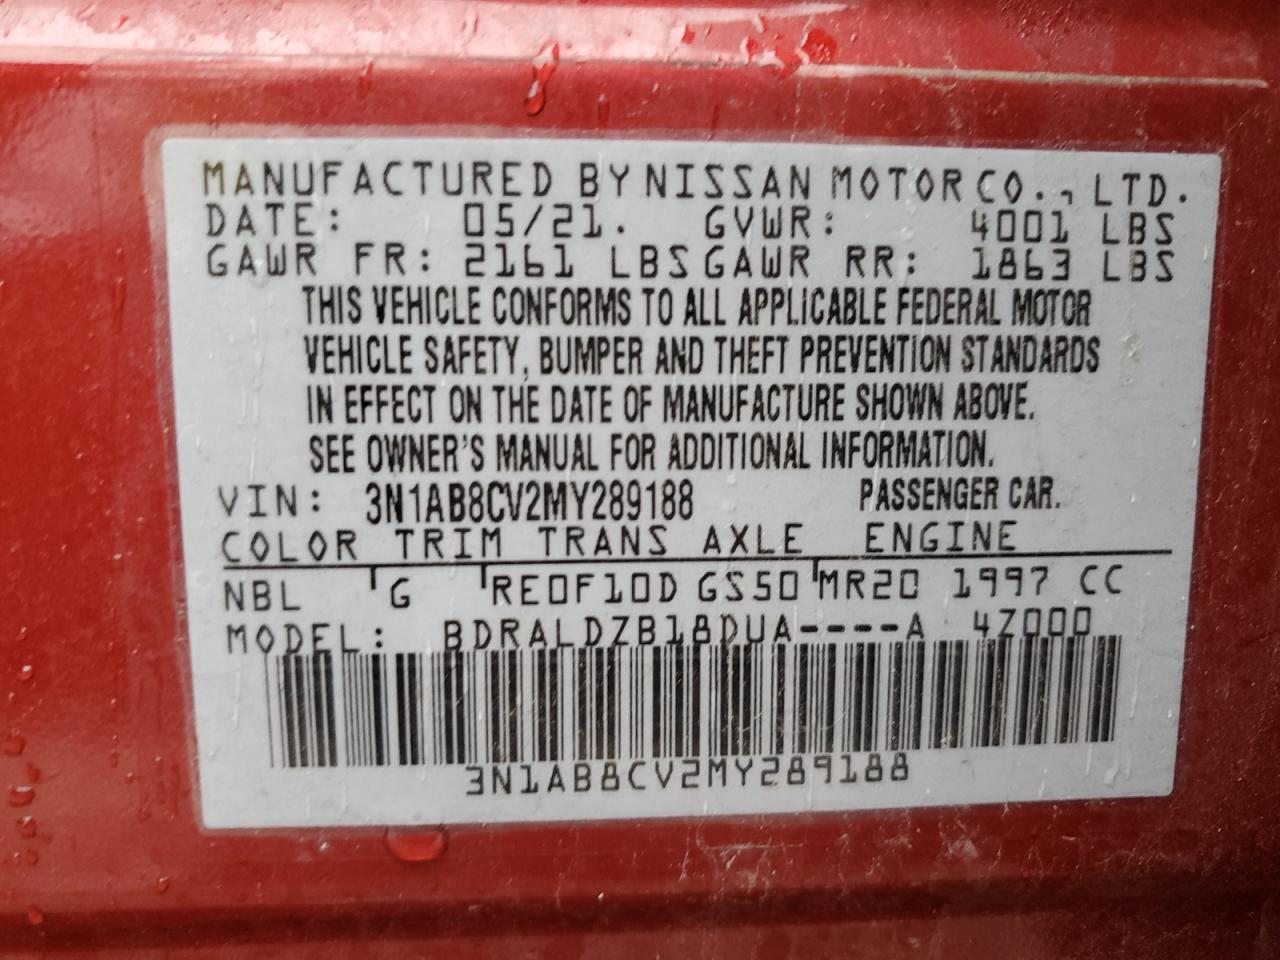 MANUFACTURED BY NISSAN MOTOR CO., LTD.
DATE: 05/21. GVWR: 4001 LBS
GAWR FR: 2161 LBS GAWR RR: 1863 LBS
THIS VEHICLE CONFORMS TO ALL APPLICABLE FEDERAL MOTOR
VEHICLE SAFETY, BUMPER AND THEFT PREVENTION STANDARDS
IN EFFECT ON THE DATE OF MANUFACTURE SHOWN ABOVE.
SEE OWNER'S MANUAL FOR ADDITIONAL INFORMATION.
VIN: 3N1AB8CV2MY289188 PASSENGER CAR.
COLOR TRIM TRANS AXLE ENGINE
NBL G RE0F10D GS50 MR20 1997 CC
MODEL: BDRALDZB18DUA----A 4Z000
3N1AB8CV2MY289188